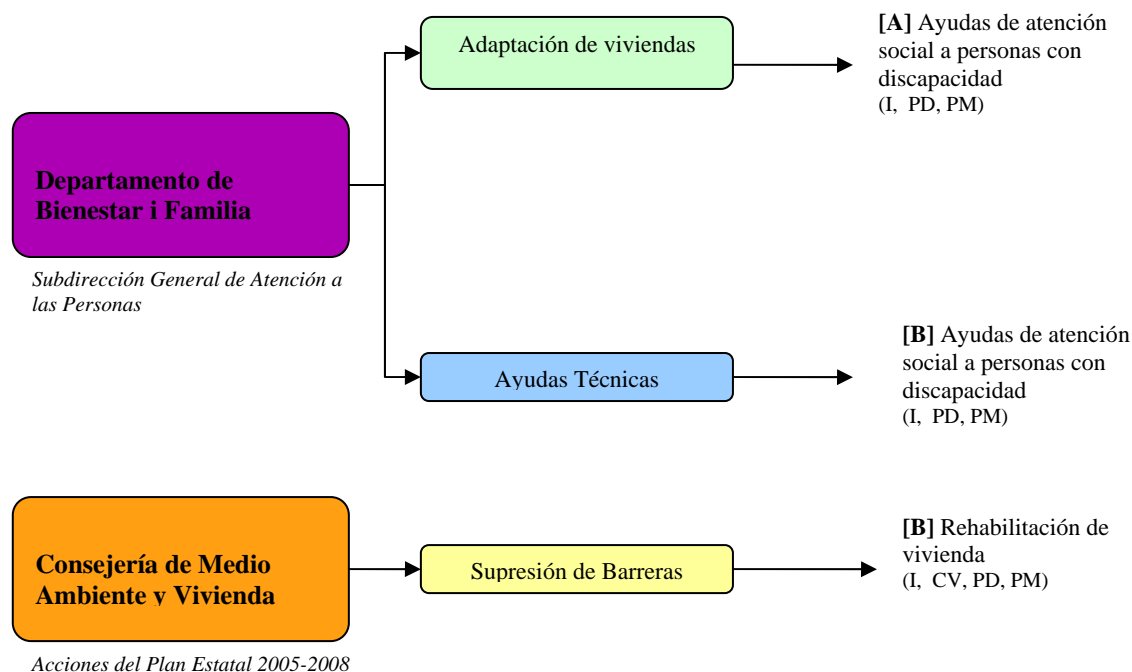 Adaptación de viviendas
[A] Ayudas de atención
social a personas con
discapacidad
(I, PD, PM)
Departamento de
Bienestar i Familia
Subdirección General de Atención a
las Personas
Ayudas Técnicas
[B] Ayudas de atención
social a personas con
discapacidad
(I, PD, PM)
Consejería de Medio
Ambiente y Vivienda
Acciones del Plan Estatal 2005-2008
Supresión de Barreras
[B] Rehabilitación de
vivienda
(I, CV, PD, PM)